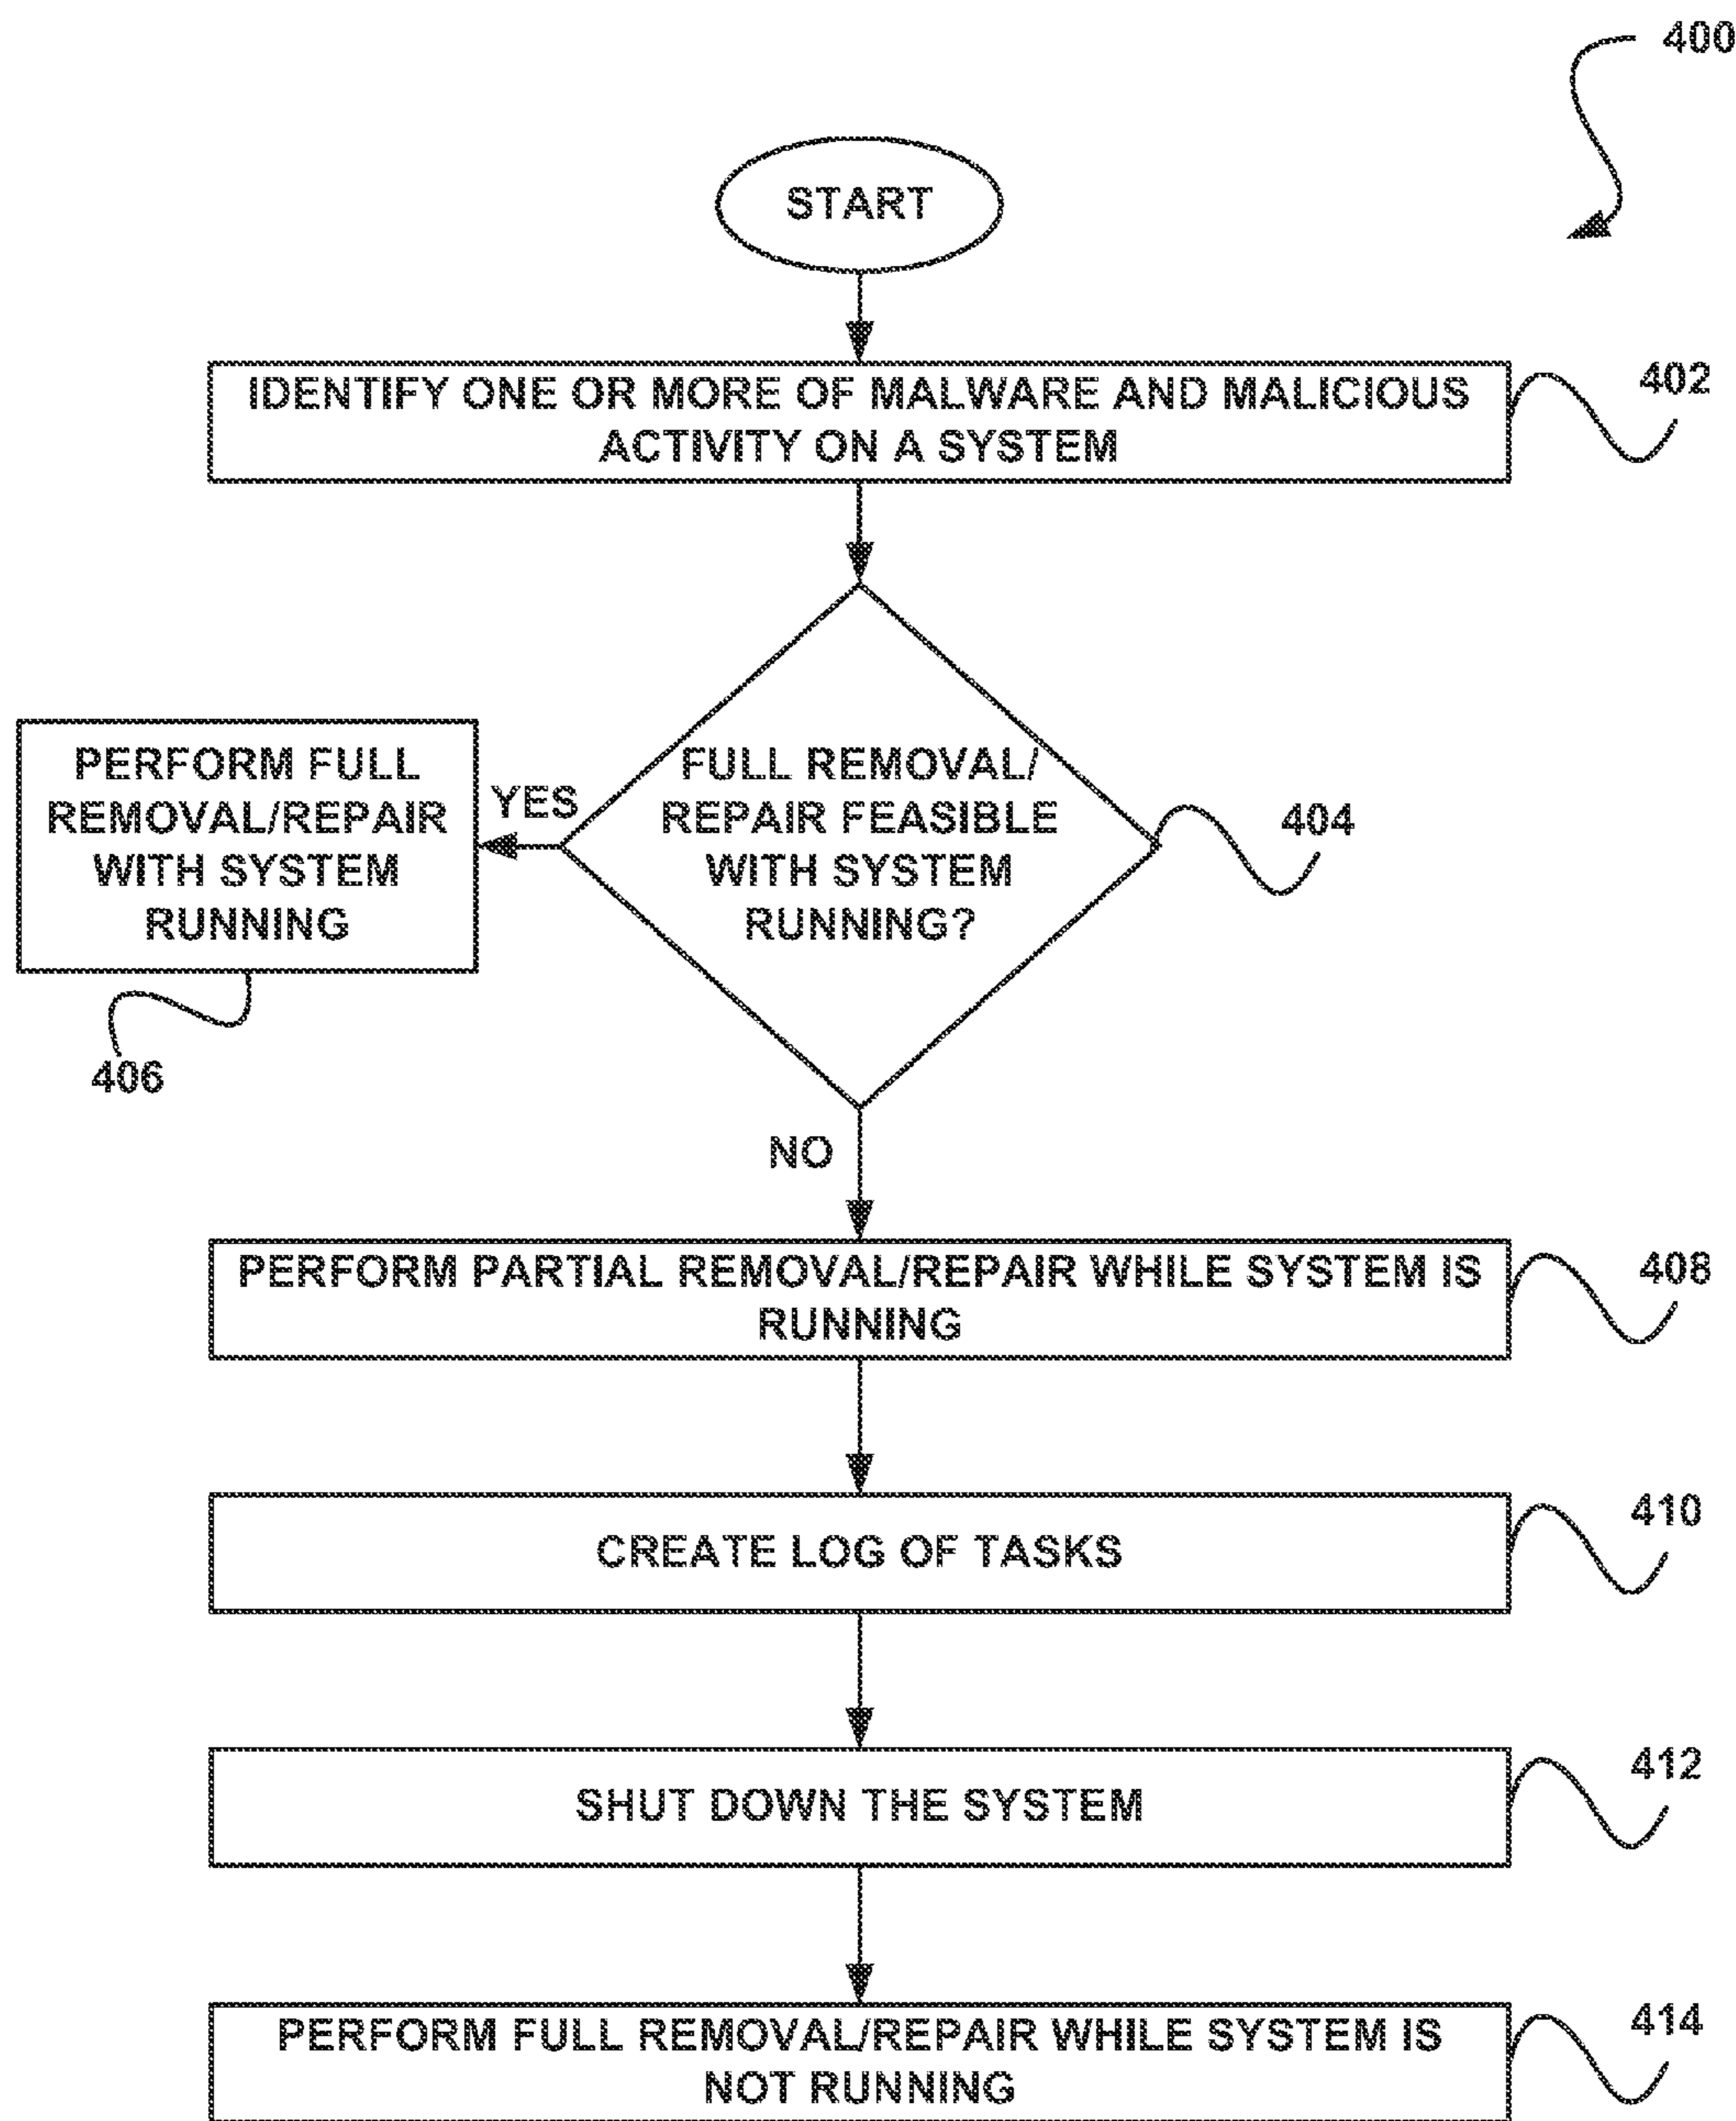 400
START
IDENTIFY ONE OR MORE OF MALWARE AND MALICIOUS
ACTIVITY ON A SYSTEM
402
FULL REMOVAL/
REPAIR FEASIBLE
WITH SYSTEM
RUNNING?
404
YES
PERFORM FULL
REMOVAL/REPAIR
WITH SYSTEM
RUNNING
406
NO
PERFORM PARTIAL REMOVAL/REPAIR WHILE SYSTEM IS
RUNNING
408
CREATE LOG OF TASKS
410
SHUT DOWN THE SYSTEM
412
PERFORM FULL REMOVAL/REPAIR WHILE SYSTEM IS
NOT RUNNING
414